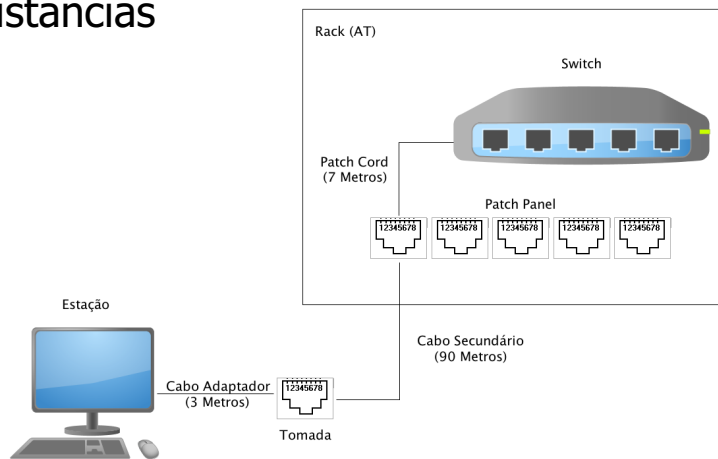 Rack (AT)
Switch
Patch Cord
(7 Metros)
Patch Panel
12345678
12345678
12345678
12345678
12345678
Estação
Cabo Secundário
(90 Metros)
Cabo Adaptador
(3 Metros)
12345678
Tomada